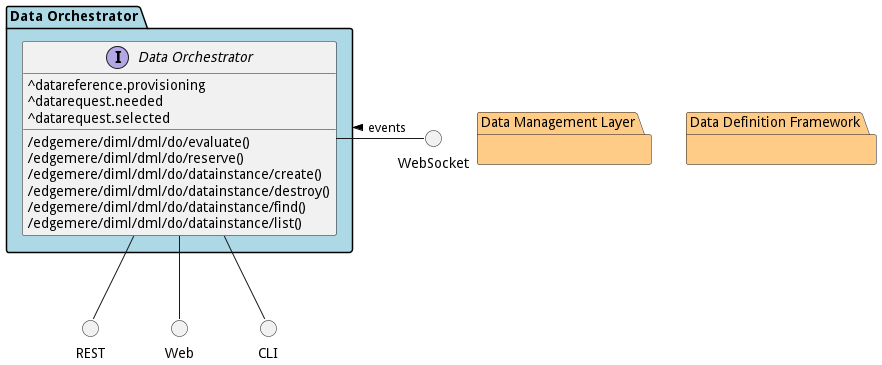 Data Orchestrator
I
Data Orchestrator
^datareference.provisioning
^datarequest.needed
^datarequest.selected
/edgemere/diml/dml/do/evaluate()
/edgemere/diml/dml/do/reserve()
/edgemere/diml/dml/do/datainstance/create()
/edgemere/diml/dml/do/datainstance/destroy()
/edgemere/diml/dml/do/datainstance/find()
/edgemere/diml/dml/do/datainstance/list()
events
WebSocket
Data Management Layer
Data Definition Framework
REST
Web
CLI